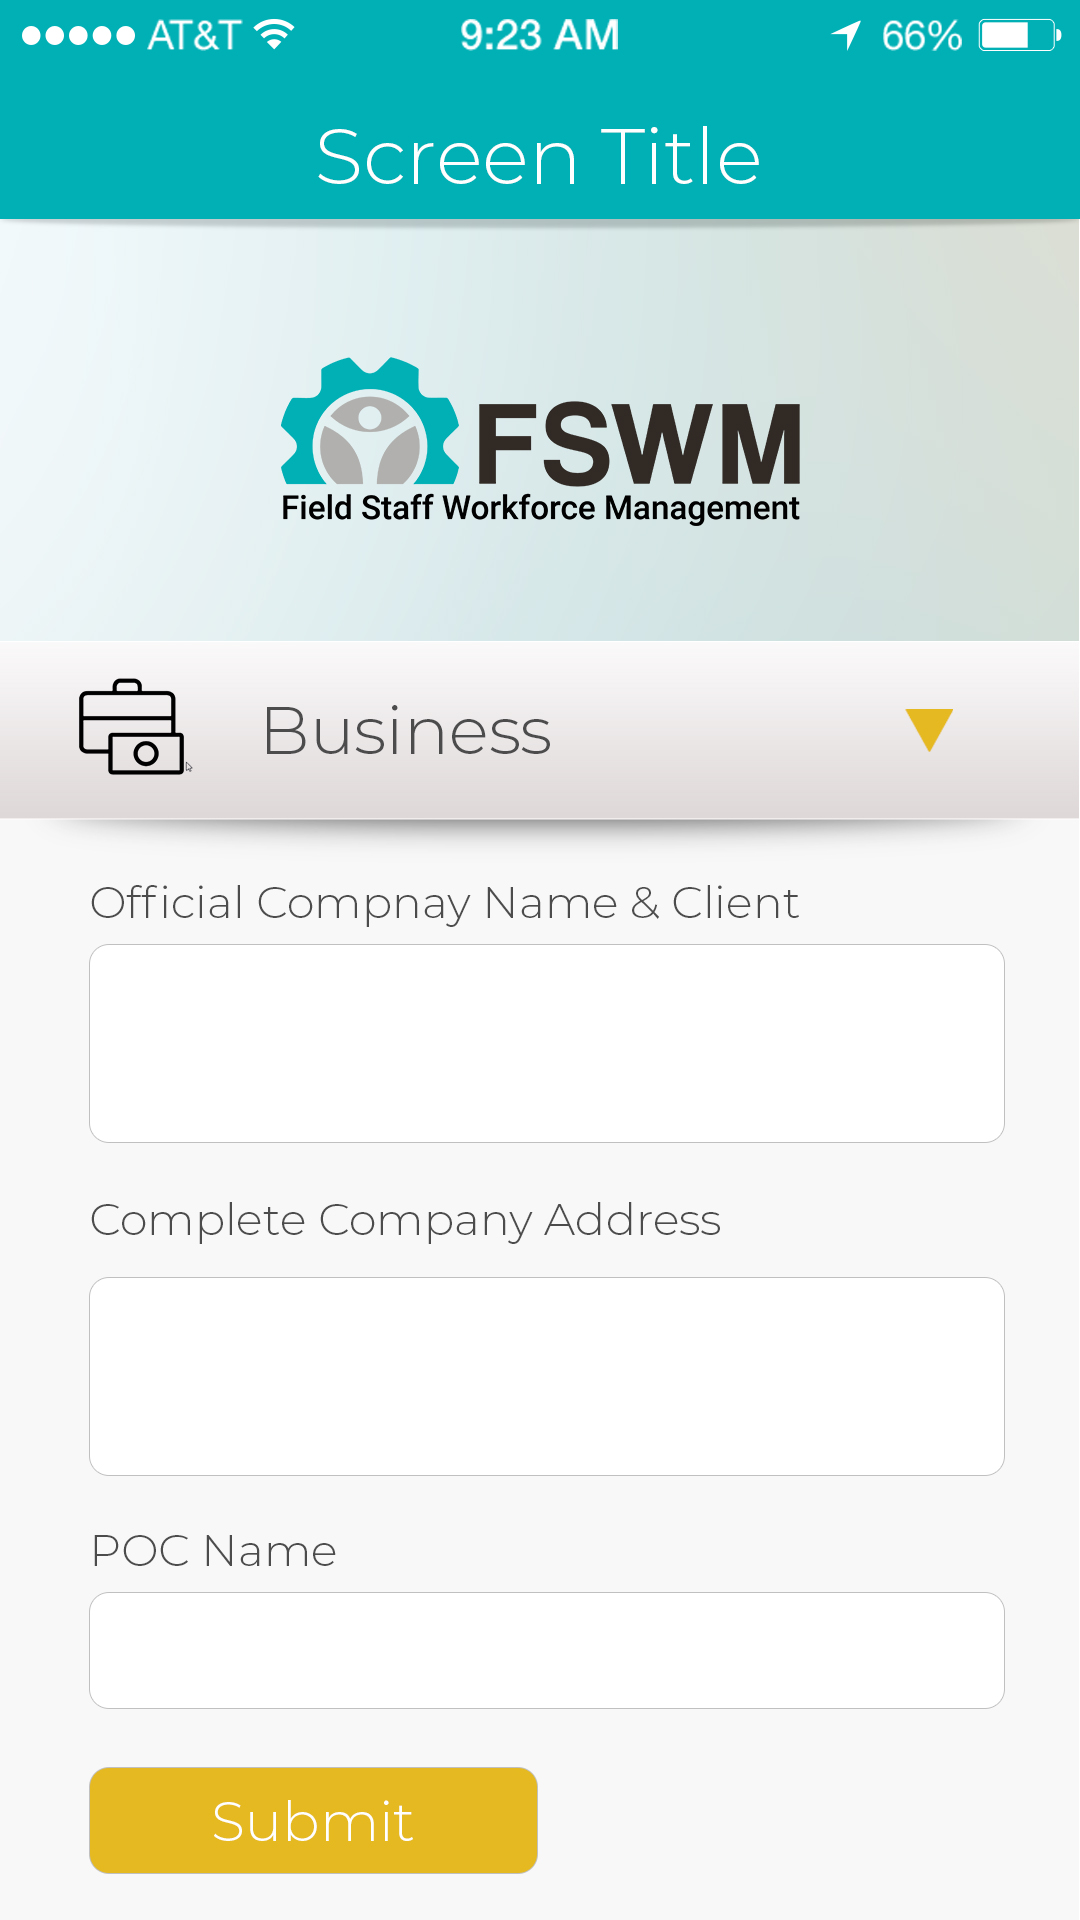 AT&T 9:23 AM 66%
Screen Title
FSWM
Field Staff Workforce Management
Business
Official Compnay Name & Client
Complete Company Address
POC Name
Submit